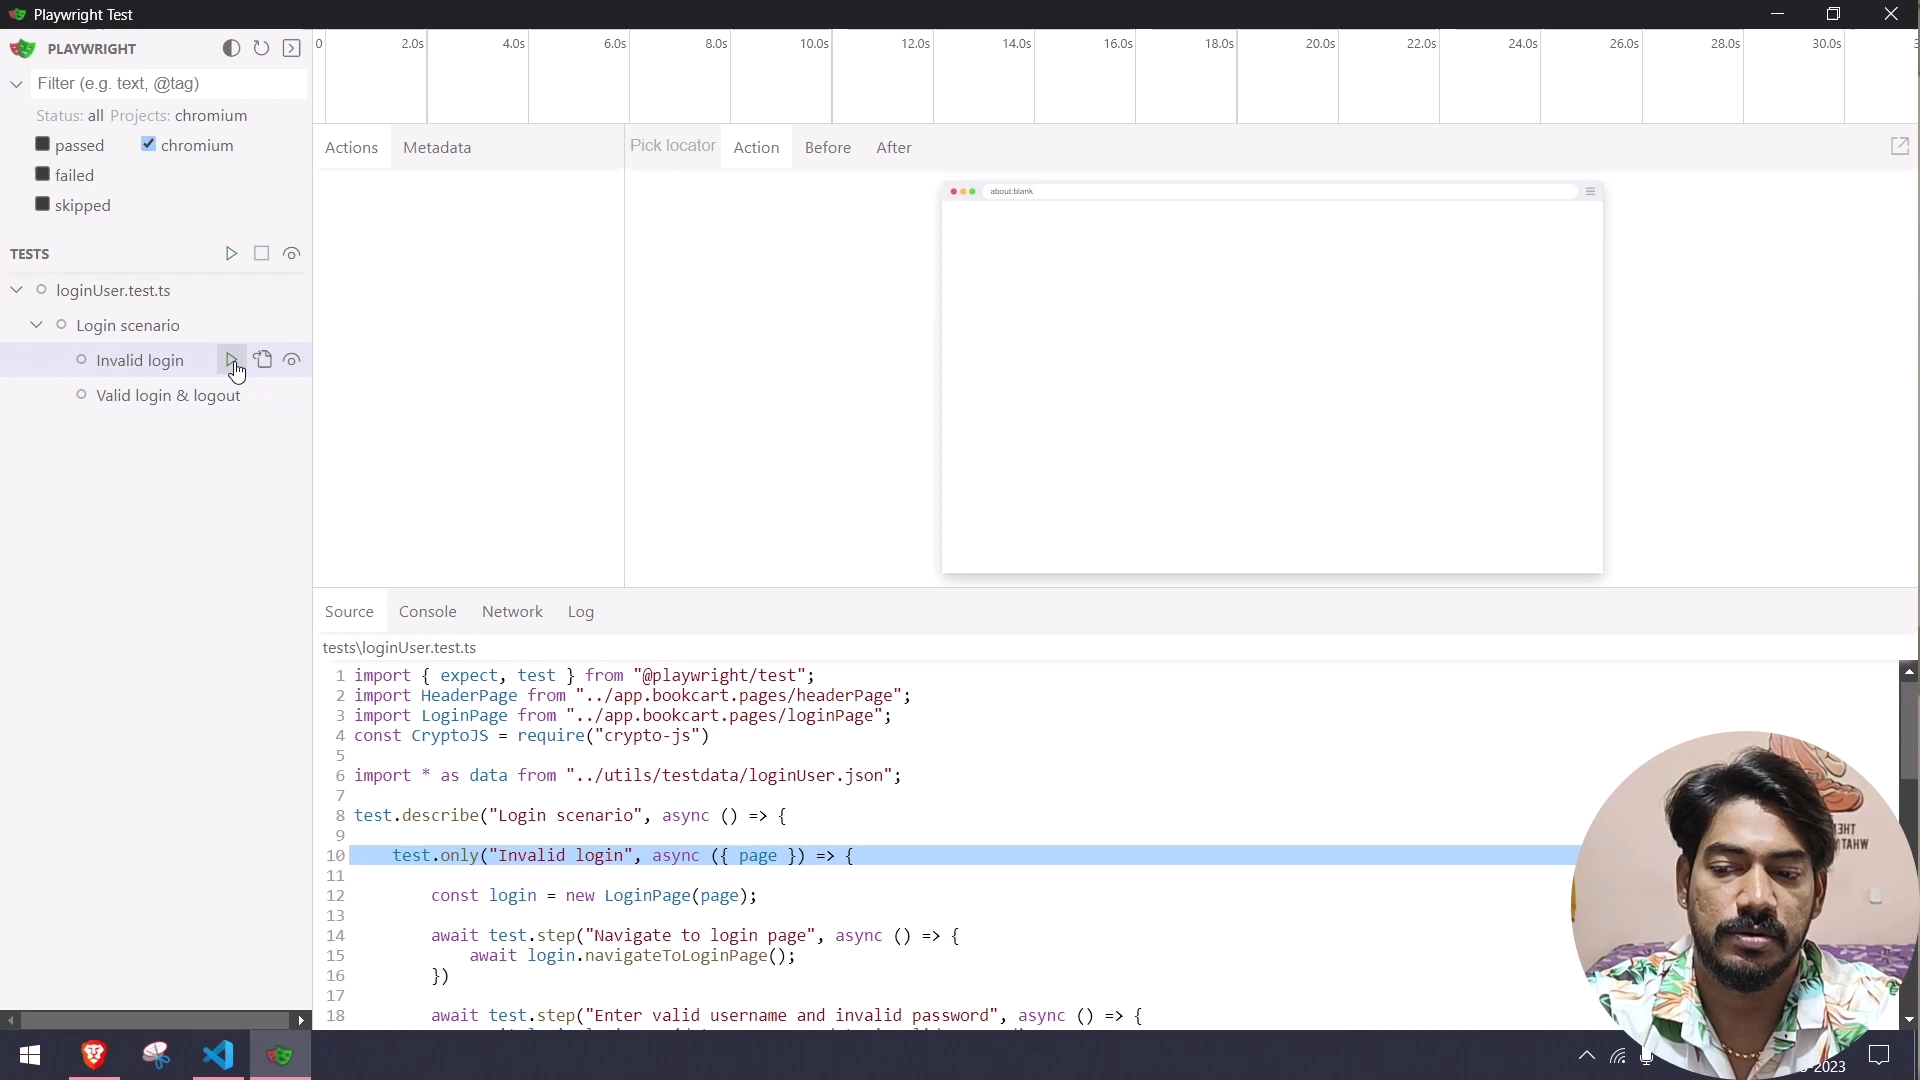 Playwright Test
PLAYWRIGHT
Filter (e.g. text, @tag)
Status: all Projects: chromium
passed
chromium
failed
skipped
TESTS
loginUser.test.ts
Login scenario
Invalid login
Valid login & logout
0 2.0s 4.0s 6.0s 8.0s 10.0s 12.0s 14.0s 16.0s 18.0s 20.0s 22.0s 24.0s 26.0s 28.0s 30.0s
Actions Metadata
Pick locator Action Before After
about:blank
Source Console Network Log
tests\loginUser.test.ts
1 import { expect, test } from "@playwright/test";
2 import HeaderPage from "../app.bookcart.pages/headerPage";
3 import LoginPage from "../app.bookcart.pages/loginPage";
4 const CryptoJS = require("crypto-js")
5
6 import * as data from "../utils/testdata/loginUser.json";
7
8 test.describe("Login scenario", async () => {
9
10 test.only("Invalid login", async ({ page }) => {
11
12 const login = new LoginPage(page);
13
14 await test.step("Navigate to login page", async () => {
15 await login.navigateToLoginPage();
16 })
17
18 await test.step("Enter valid username and invalid password", async () => {
-2023